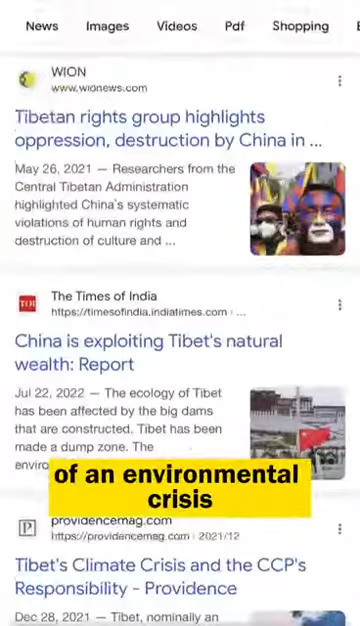 News Images Videos Pdf Shopping
WION
www.wionews.com
Tibetan rights group highlights
oppression, destruction by China in ...
May 26, 2021 — Researchers from the
Central Tibetan Administration
highlighted China's systematic
violations of human rights and
destruction of culture and ...
TOI
The Times of India
https://timesofindia.indiatimes.com › ...
China is exploiting Tibet's natural
wealth: Report
Jul 22, 2022 — The ecology of Tibet
has been affected by the big dams
that are constructed. Tibet has been
made a dump zone. The
of an environmental
crisis
providencemag.com
https://providencemag.com › 2021/12
Tibet's Climate Crisis and the CCP's
Responsibility - Providence
Dec 28, 2021 — Tibet, nominally an